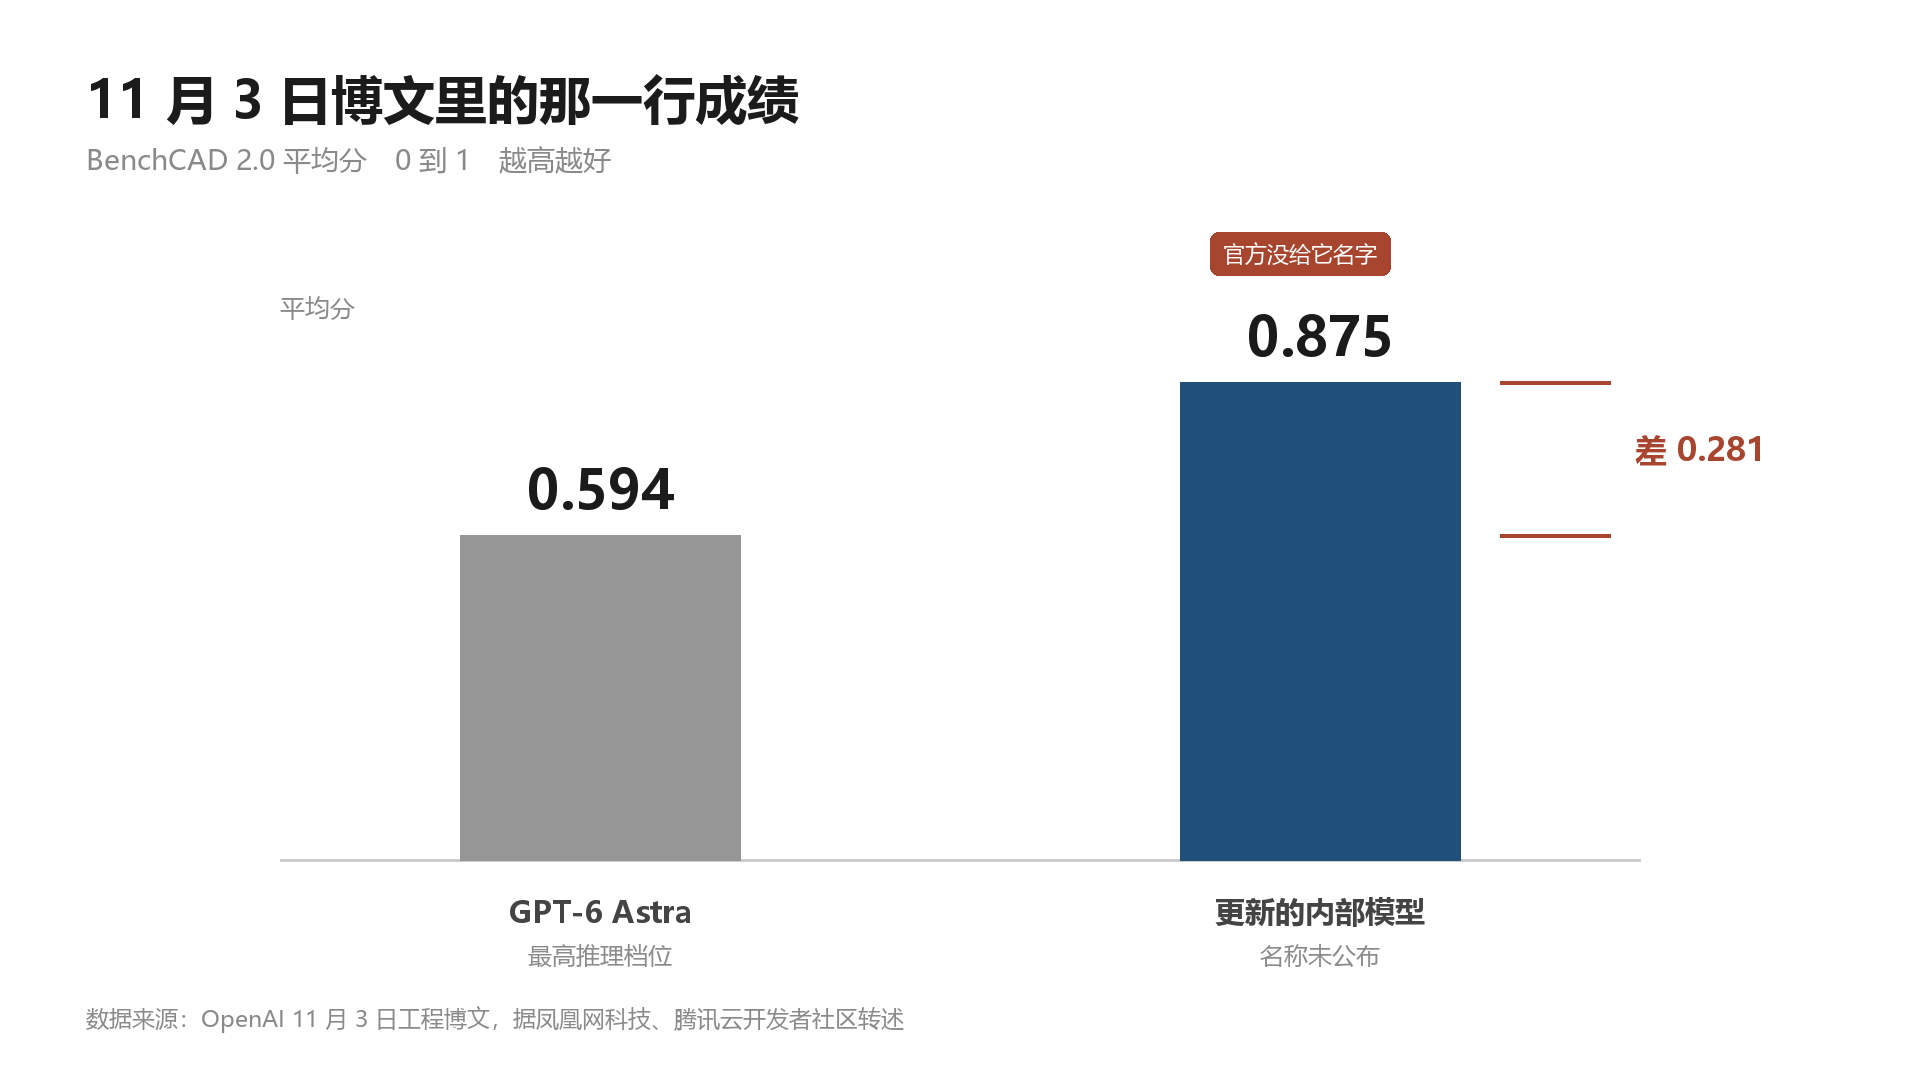 11 月 3 日博文里的那一行成绩
BenchCAD 2.0 平均分 0 到 1 越高越好
官方没给它名字
平均分
0.875
差 0.281
0.594
GPT-6 Astra
更新的内部模型
最高推理档位
名称未公布
数据来源：OpenAI 11 月 3 日工程博文，据凤凰网科技、腾讯云开发者社区转述